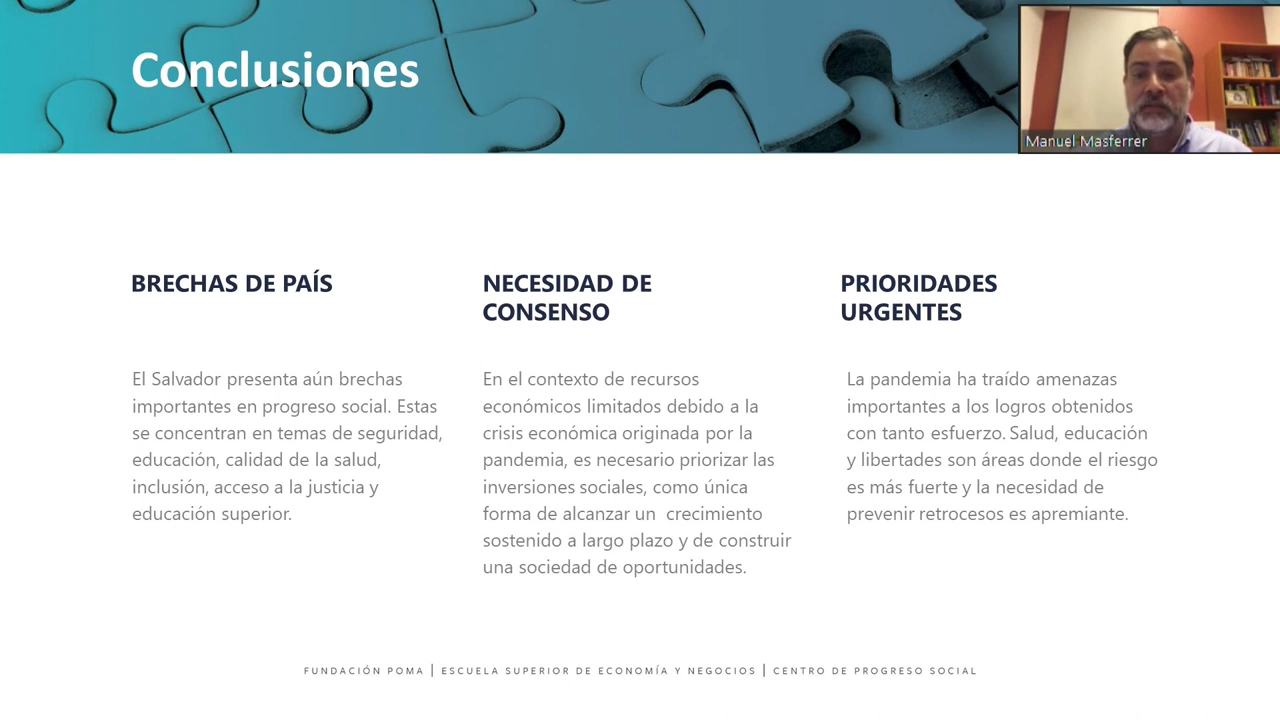 Conclusiones
Manuel Masferrer
BRECHAS DE PAÍS
El Salvador presenta aún brechas
importantes en progreso social. Estas
se concentran en temas de seguridad,
educación, calidad de la salud,
inclusión, acceso a la justicia y
educación superior.
NECESIDAD DE
CONSENSO
En el contexto de recursos
económicos limitados debido a la
crisis económica originada por la
pandemia, es necesario priorizar las
inversiones sociales, como única
forma de alcanzar un  crecimiento
sostenido a largo plazo y de construir
una sociedad de oportunidades.
PRIORIDADES
URGENTES
La pandemia ha traído amenazas
importantes a los logros obtenidos
con tanto esfuerzo. Salud, educación
y libertades son áreas donde el riesgo
es más fuerte y la necesidad de
prevenir retrocesos es apremiante.
FUNDACIÓN POMA | ESCUELA SUPERIOR DE ECONOMÍA Y NEGOCIOS | CENTRO DE PROGRESO SOCIAL